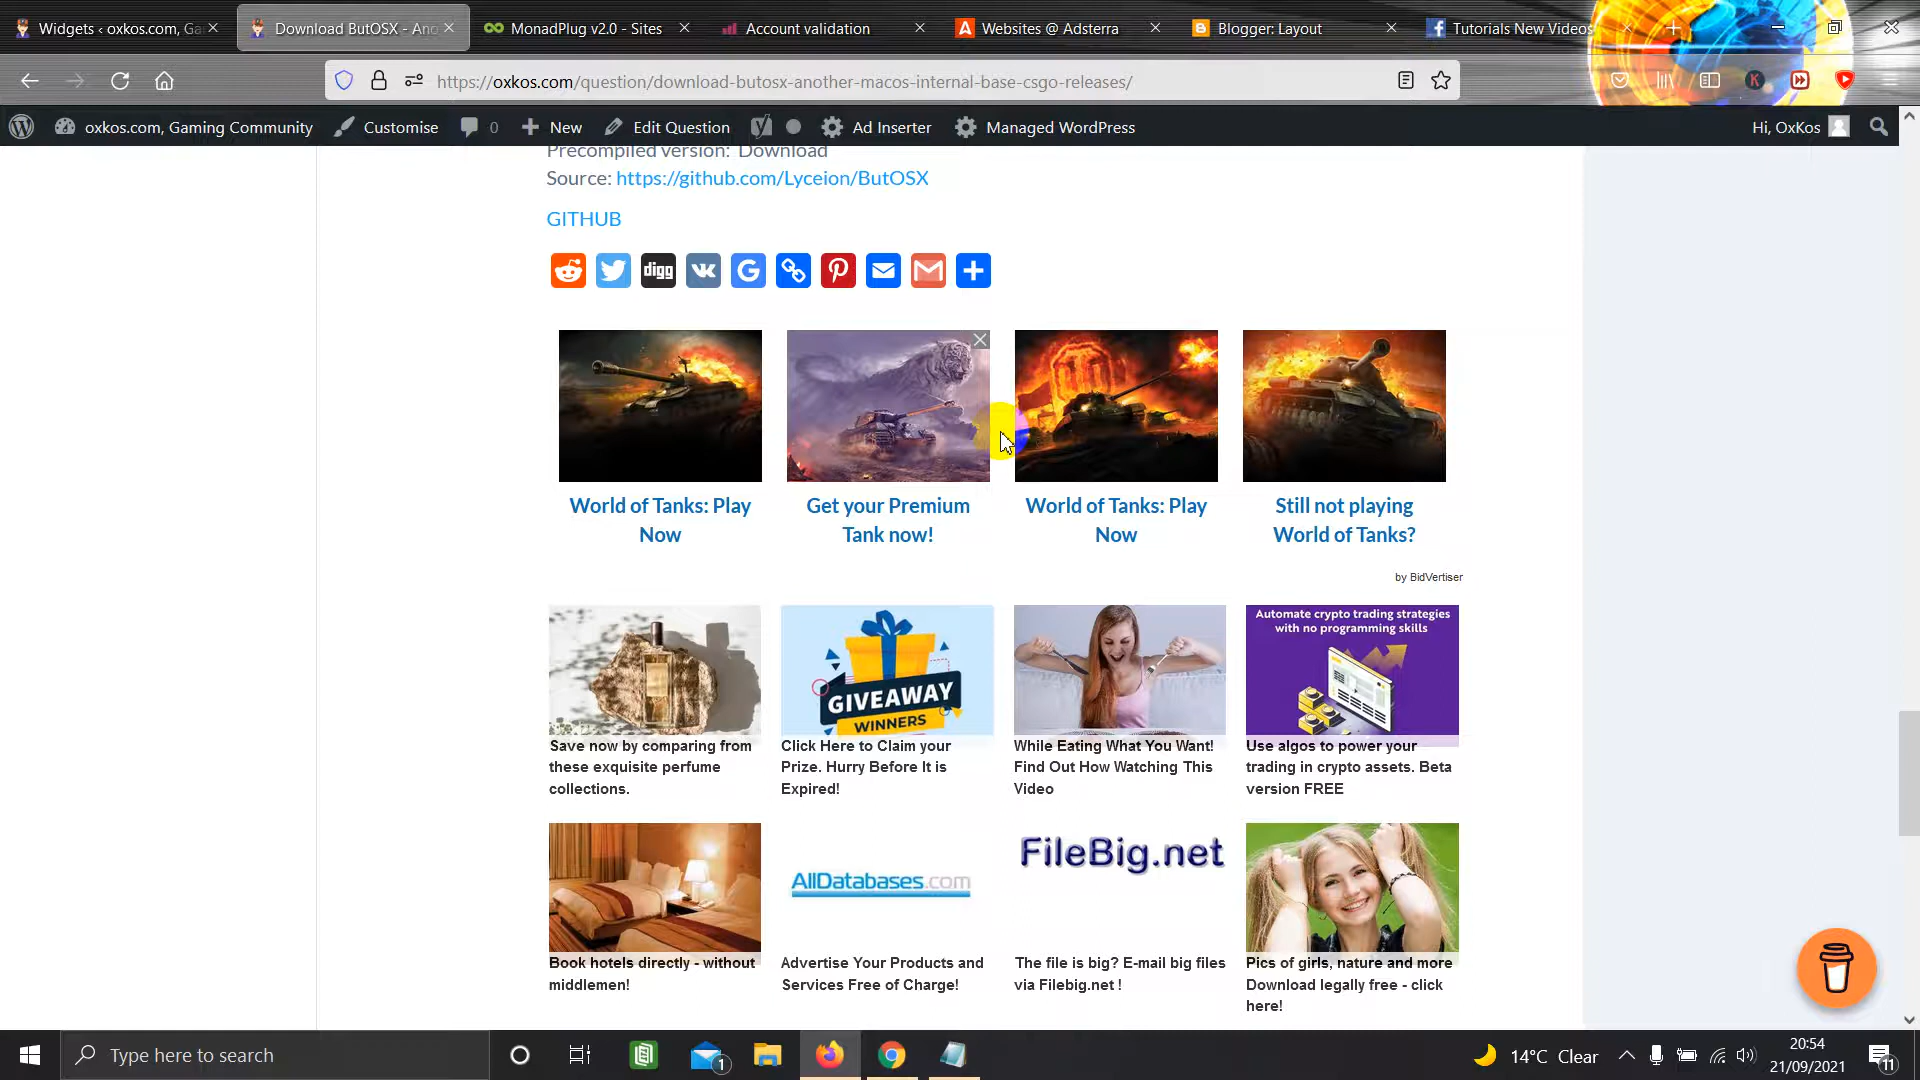 Widgets ‹ oxkos.com, Ga
Download ButOSX - Ano
MonadPlug v2.0 - Sites
Account validation
Websites @ Adsterra
Blogger: Layout
Tutorials New Videos
https://oxkos.com/question/download-butosx-another-macos-internal-base-csgo-releases/
oxkos.com, Gaming Community
Customise
0
New
Edit Question
Ad Inserter
Managed WordPress
Hi, OxKos
Precompiled version: Download
Source: https://github.com/Lyceion/ButOSX
GITHUB
digg
World of Tanks: Play
Now
Get your Premium
Tank now!
World of Tanks: Play
Now
Still not playing
World of Tanks?
by BidVertiser
GIVEAWAY
WINNERS
Automate crypto trading strategies
with no programming skills
Save now by comparing from
these exquisite perfume
collections.
Click Here to Claim your
Prize. Hurry Before It is
Expired!
While Eating What You Want!
Find Out How Watching This
Video
Use algos to power your
trading in crypto assets. Beta
version FREE
AllDatabases.com
FileBig.net
Book hotels directly - without
middlemen!
Advertise Your Products and
Services Free of Charge!
The file is big? E-mail big files
via Filebig.net !
Pics of girls, nature and more
Download legally free - click
here!
Type here to search
1
14°C Clear
20:54
21/09/2021
11